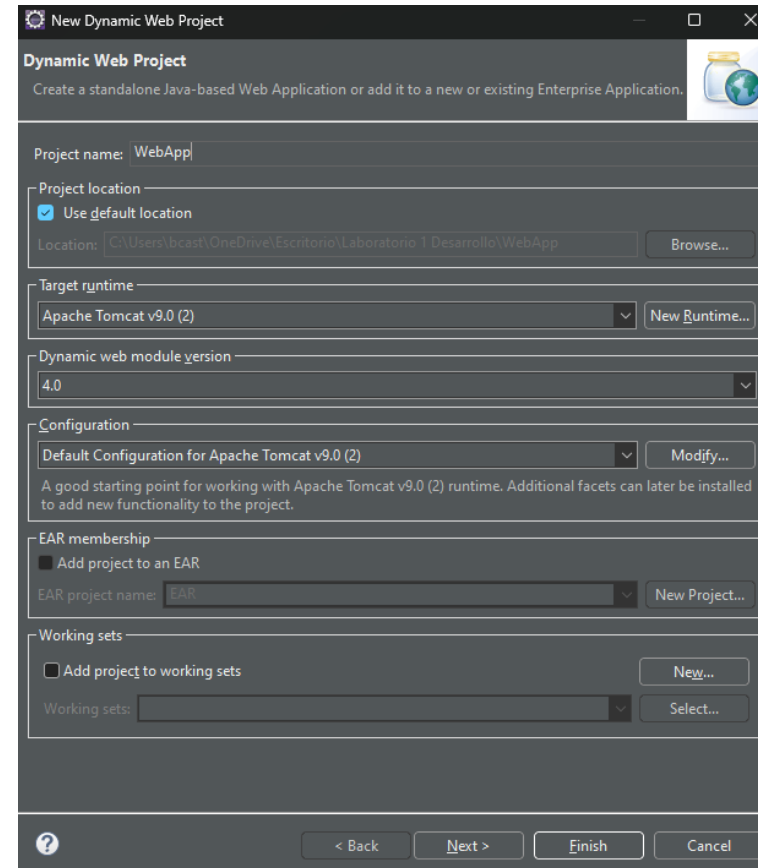 New Dynamic Web Project
Dynamic Web Project
Create a standalone Java-based Web Application or add it to a new or existing Enterprise Application.
Project name: WebApp
Project location
Use default location
Location: C:\Users\bcast\OneDrive\Escritorio\Laboratorio 1 Desarrollo\WebApp Browse...
Target runtime
Apache Tomcat v9.0 (2) New Runtime...
Dynamic web module version
4.0
Configuration
Default Configuration for Apache Tomcat v9.0 (2) Modify...
A good starting point for working with Apache Tomcat v9.0 (2) runtime. Additional facets can later be installed
to add new functionality to the project.
EAR membership
Add project to an EAR
EAR project name: EAR New Project...
Working sets
Add project to working sets New...
Working sets: Select...
? < Back Next > Finish Cancel